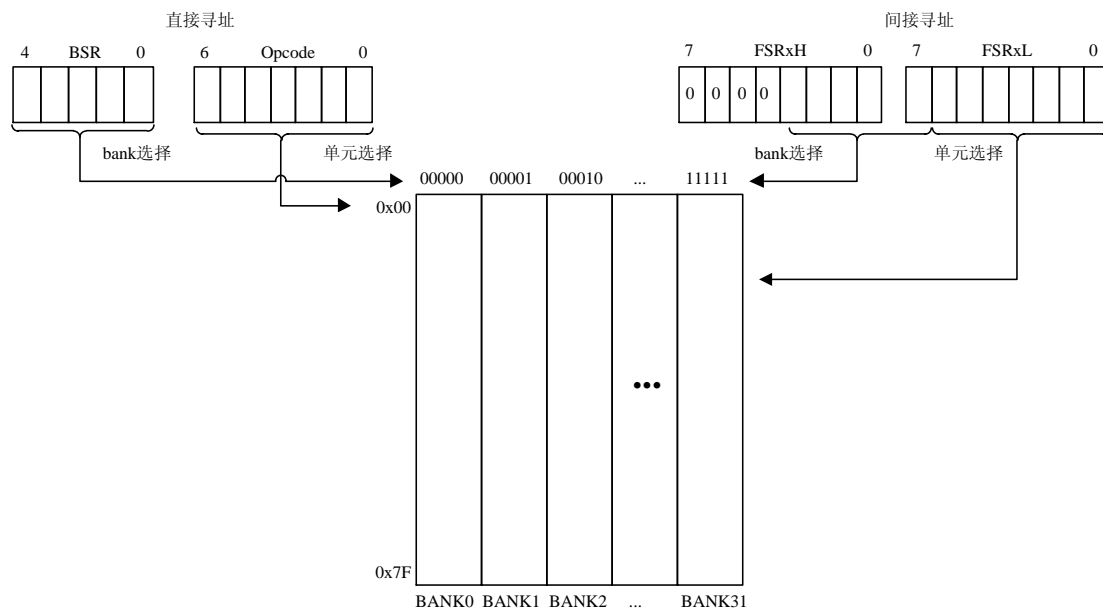 直接寻址 间接寻址
4 BSR 0 6 Opcode 0 7 FSRxH 0 7 FSRxL 0
0 0 0 0
bank选择 单元选择 bank选择 单元选择
00000 00001 00010 ... 11111
0x00
...
0x7F
BANK0 BANK1 BANK2 ... BANK31